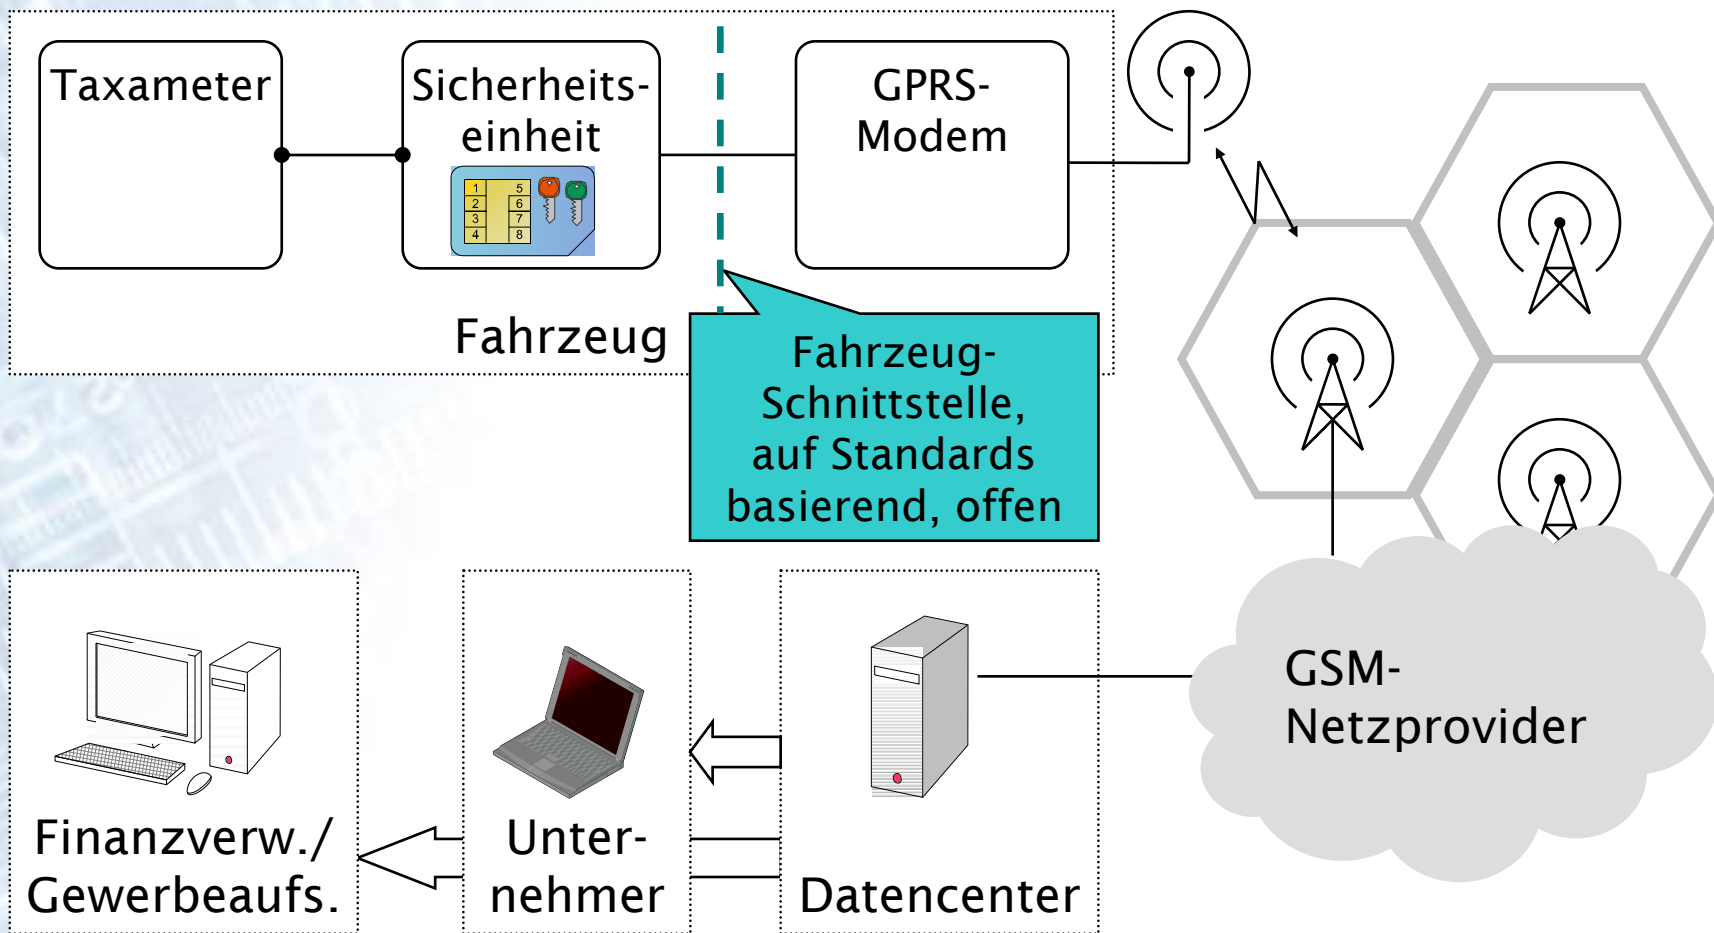 Taxameter
Sicherheits-
einheit
1 5
2 6
3 7
4 8
GPRS-
Modem
Fahrzeug
Fahrzeug-
Schnittstelle,
auf Standards
basierend, offen
GSM-
Netzprovider
Finanzverw./
Gewerbeaufs.
Unter-
nehmer
Datencenter